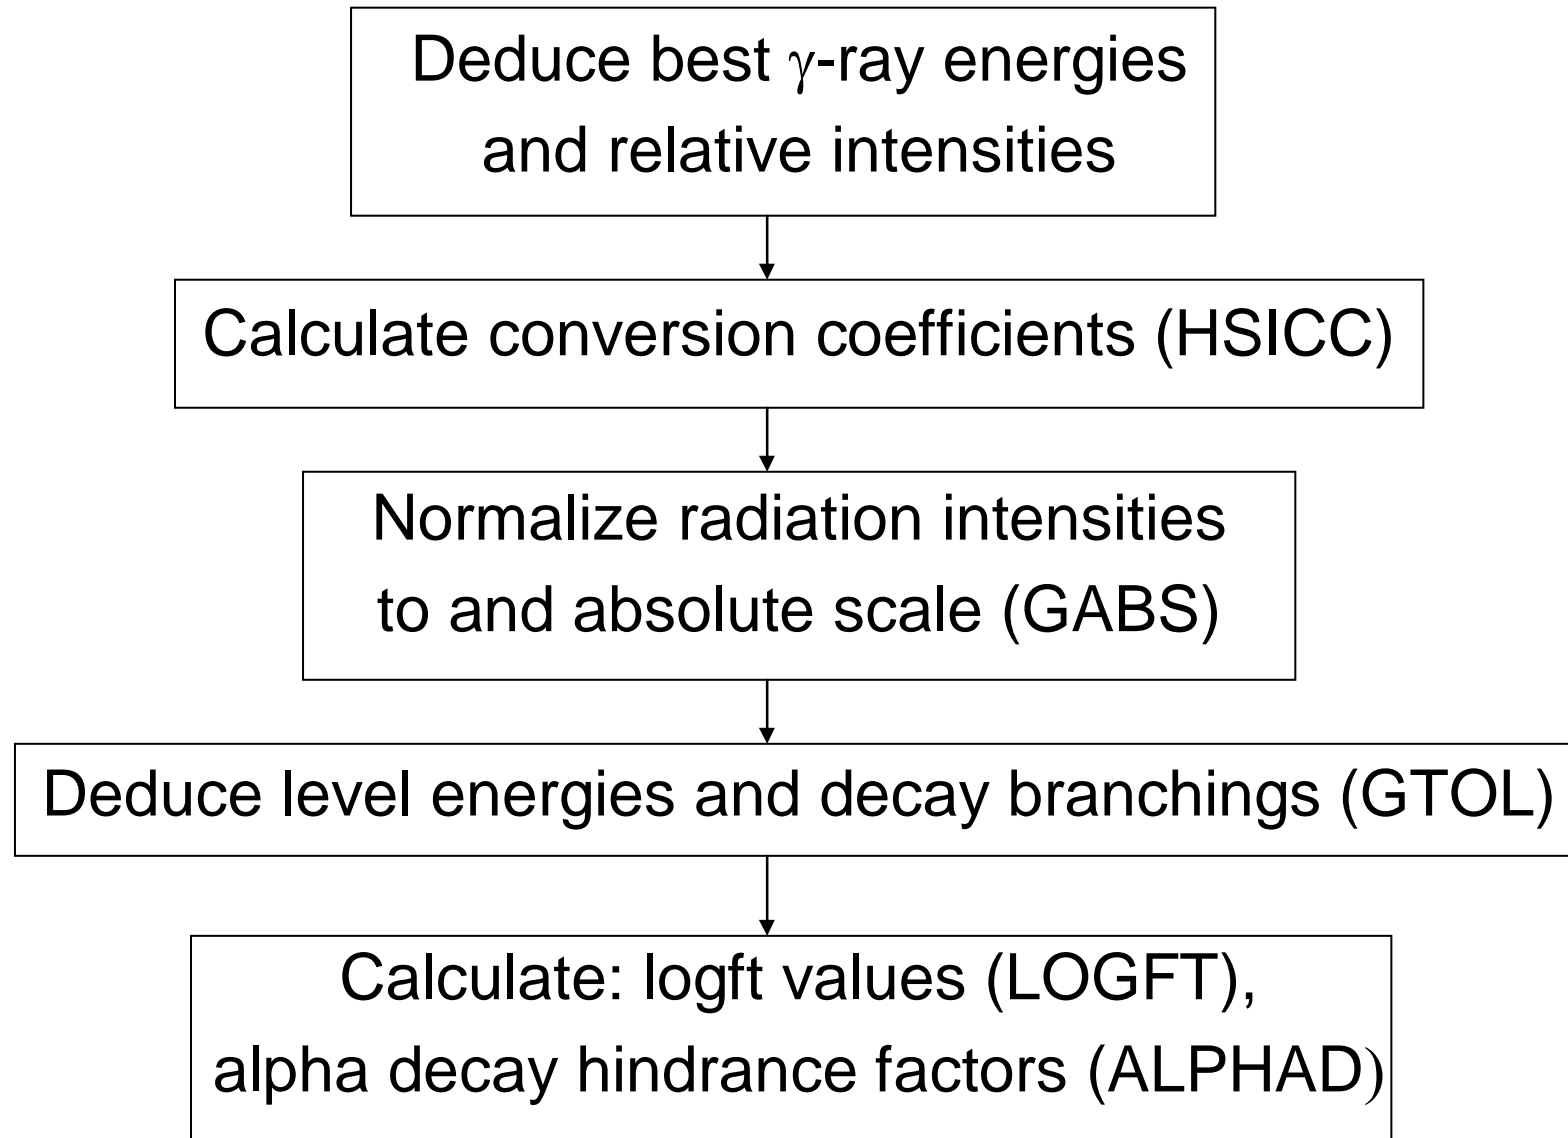 Deduce best γ-ray energies
and relative intensities
Calculate conversion coefficients (HSICC)
Normalize radiation intensities
to and absolute scale (GABS)
Deduce level energies and decay branchings (GTOL)
Calculate: logft values (LOGFT),
alpha decay hindrance factors (ALPHAD)